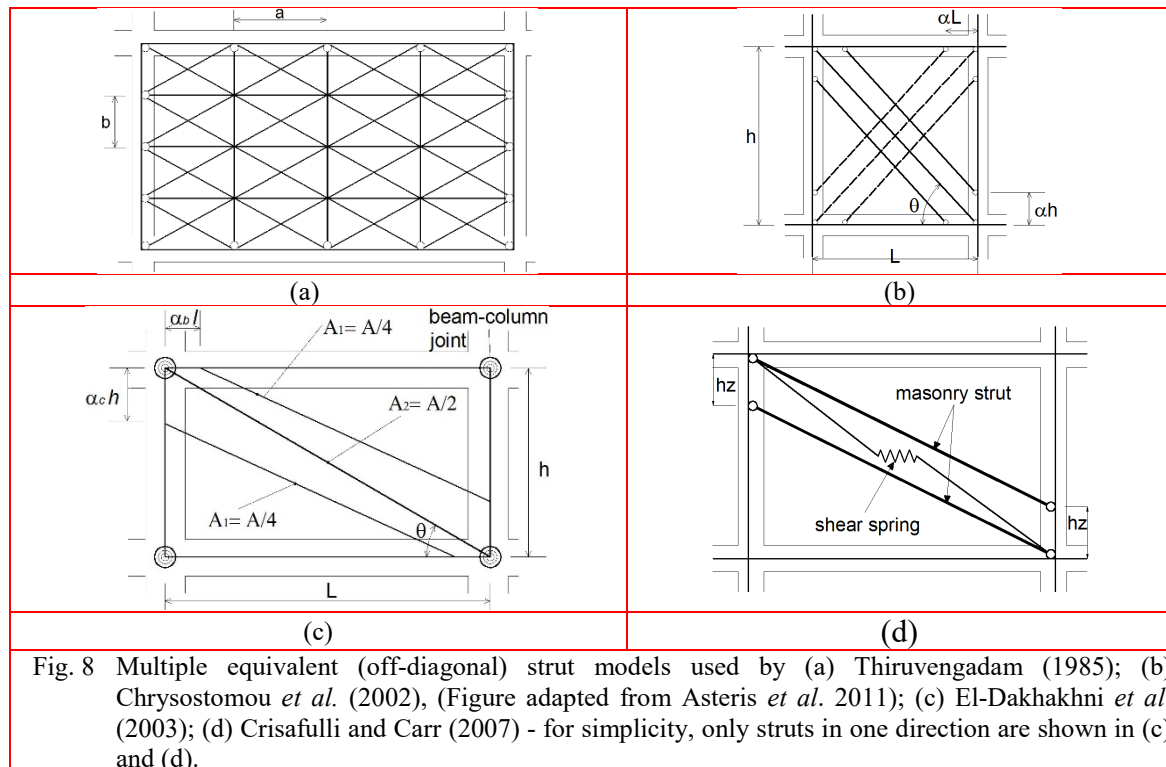 a
b
(a)
αL
h
θ
αh
L
(b)
αb l
A1= A/4
beam-column
joint
αc h
A2= A/2
h
A1= A/4
θ
L
(c)
hz
masonry strut
shear spring
hz
(d)
Fig. 8 Multiple equivalent (off-diagonal) strut models used by (a) Thiruvengadam (1985); (b)
Chrysostomou et al. (2002), (Figure adapted from Asteris et al. 2011); (c) El-Dakhakhni et al
(2003); (d) Crisafulli and Carr (2007) - for simplicity, only struts in one direction are shown in (c)
and (d).